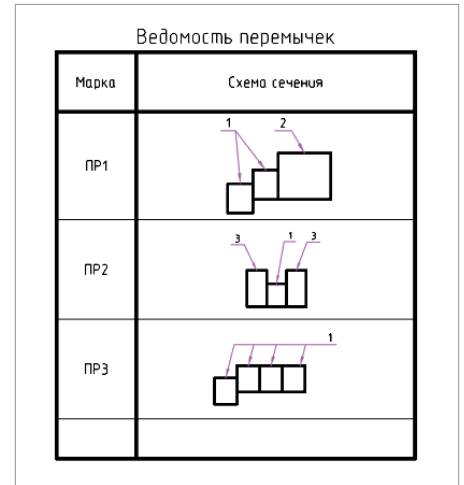 Ведомость перемычек
Марка Схема сечения
1 2
ПР1
3 1 3
ПР2
1
ПР3